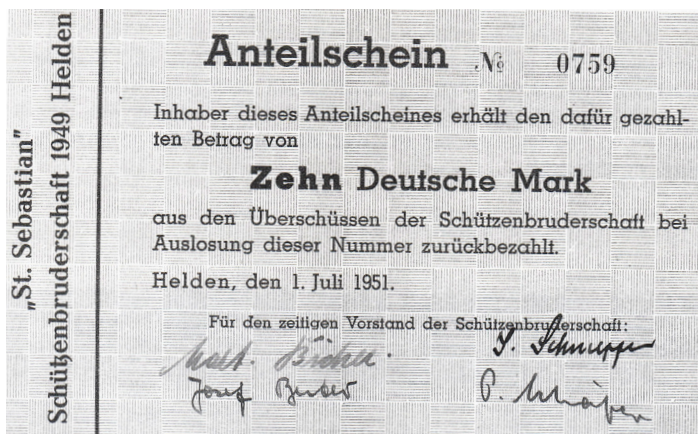 „St. Sebastian"
Schützenbruderschaft 1949 Helden
Anteilschein № 0759
Inhaber dieses Anteilscheines erhält den dafür gezahl-
ten Betrag von
Zehn Deutsche Mark
aus den Überschüssen der Schützenbruderschaft bei
Auslosung dieser Nummer zurückbezahlt.
Helden, den 1. Juli 1951.
Für den zeitigen Vorstand der Schützenbruderschaft:
Josef